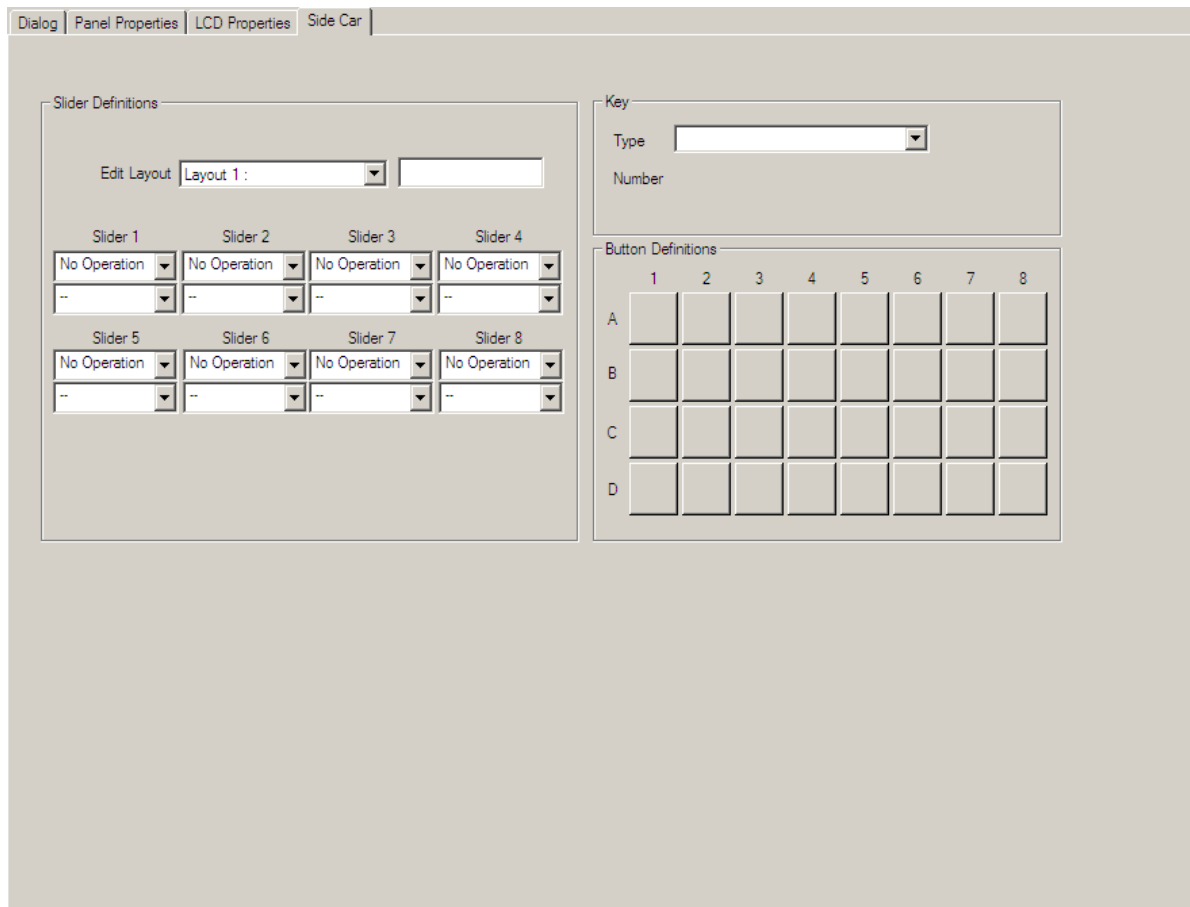 Dialog Panel Properties LCD Properties Side Car
Slider Definitions
Edit Layout Layout 1 :
Slider 1 Slider 2 Slider 3 Slider 4
No Operation No Operation No Operation No Operation
-- -- -- --
Slider 5 Slider 6 Slider 7 Slider 8
No Operation No Operation No Operation No Operation
-- -- -- --
Key
Type
Number
Button Definitions
1 2 3 4 5 6 7 8
A
B
C
D